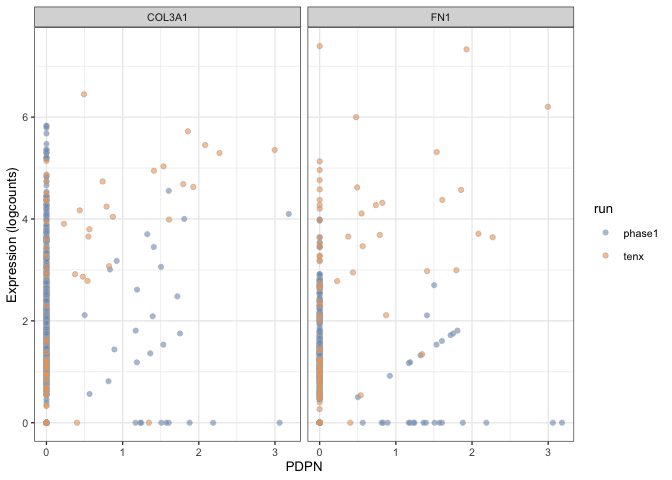 COL3A1 FN1
Expression (logcounts)
6
4
2
0
0 1 2 3 0 1 2 3
PDPN
run
phase1
tenx